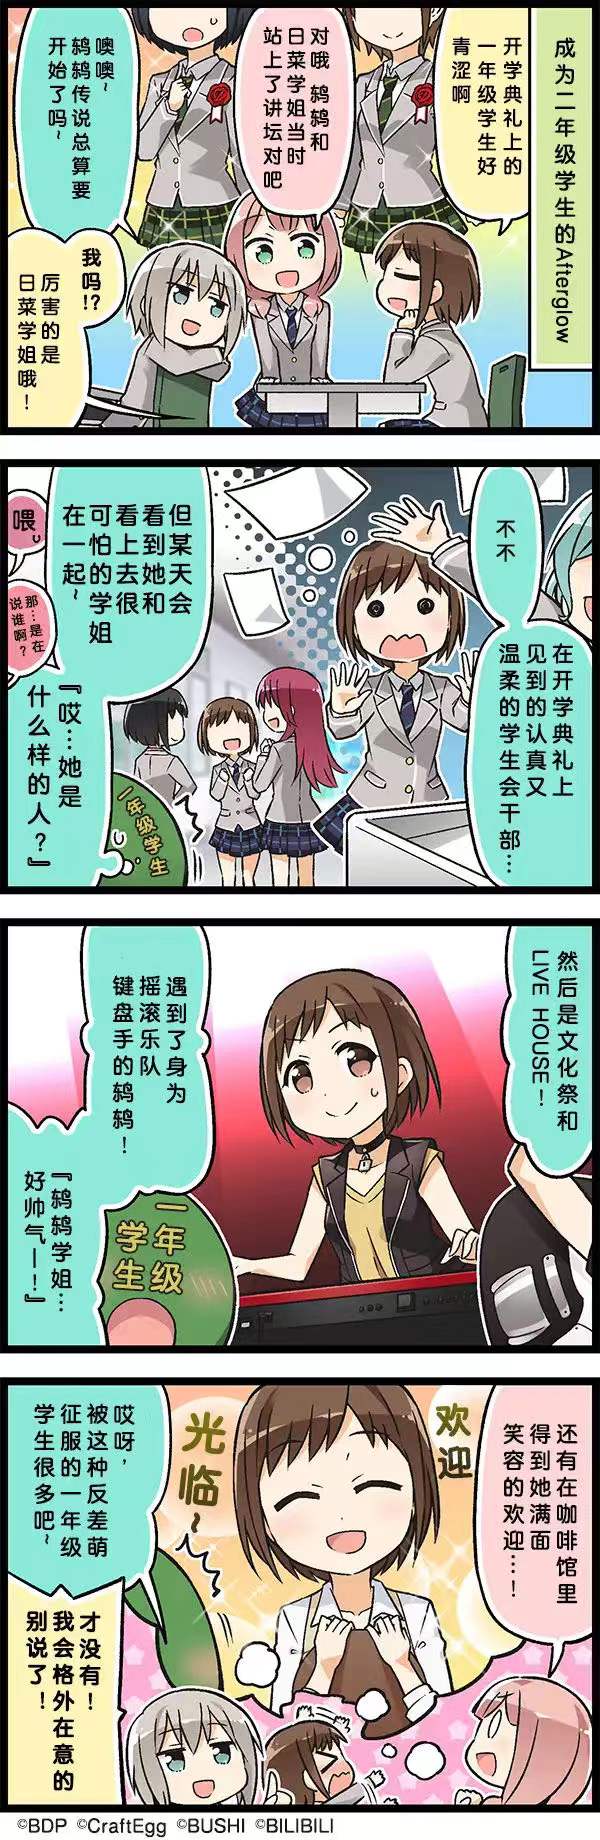 成为二年级学生的Afterglow
开学典礼上的
一年级学生好
青涩啊
对哦 鸫鸫和
日菜学姐当时
站上了讲坛对吧
噢噢~
鸫鸫传说总算要
开始了吗~
我吗!?
厉害的是
日菜学姐哦！
不不
在开学典礼上
见到的认真又
温柔的学生会干部…
但某天会
看到她和
看上去很
可怕的学姐
在一起~
喂
那…是在
说谁啊？
『哎…她是
什么样的人？』
一年级学生
然后是文化祭和
LIVE HOUSE！
遇到了身为
摇滚乐队
键盘手的鸫鸫！
『鸫鸫学姐…
好帅气—！』
一年级
学生
还有在咖啡馆里
得到她满面
笑容的欢迎…！
欢迎
光临~
哎呀，
被这种反差萌
征服的一年级
学生很多吧~
才没有！
我会格外在意的
别说了！
©BDP ©CraftEgg ©BUSHI ©BILIBILI